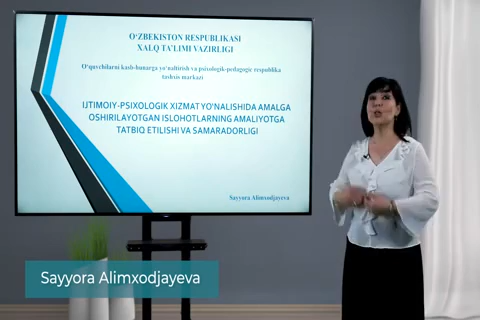 O‘ZBEKISTON RESPUBLIKASI
XALQ TA'LIMI VAZIRLIGI
O‘quvchilarni kasb-hunarga yo‘naltirish va psixologik-pedagogic respublika
tashxis markazi
IJTIMOIY-PSIXOLOGIK XIZMAT YO'NALISHIDA AMALGA
OSHIRILAYOTGAN ISLOHOTLARNING AMALIYOTGA
TATBIQ ETILISHI VA SAMARADORLIGI
Sayyora Alimxodjayeva
Sayyora Alimxodjayeva